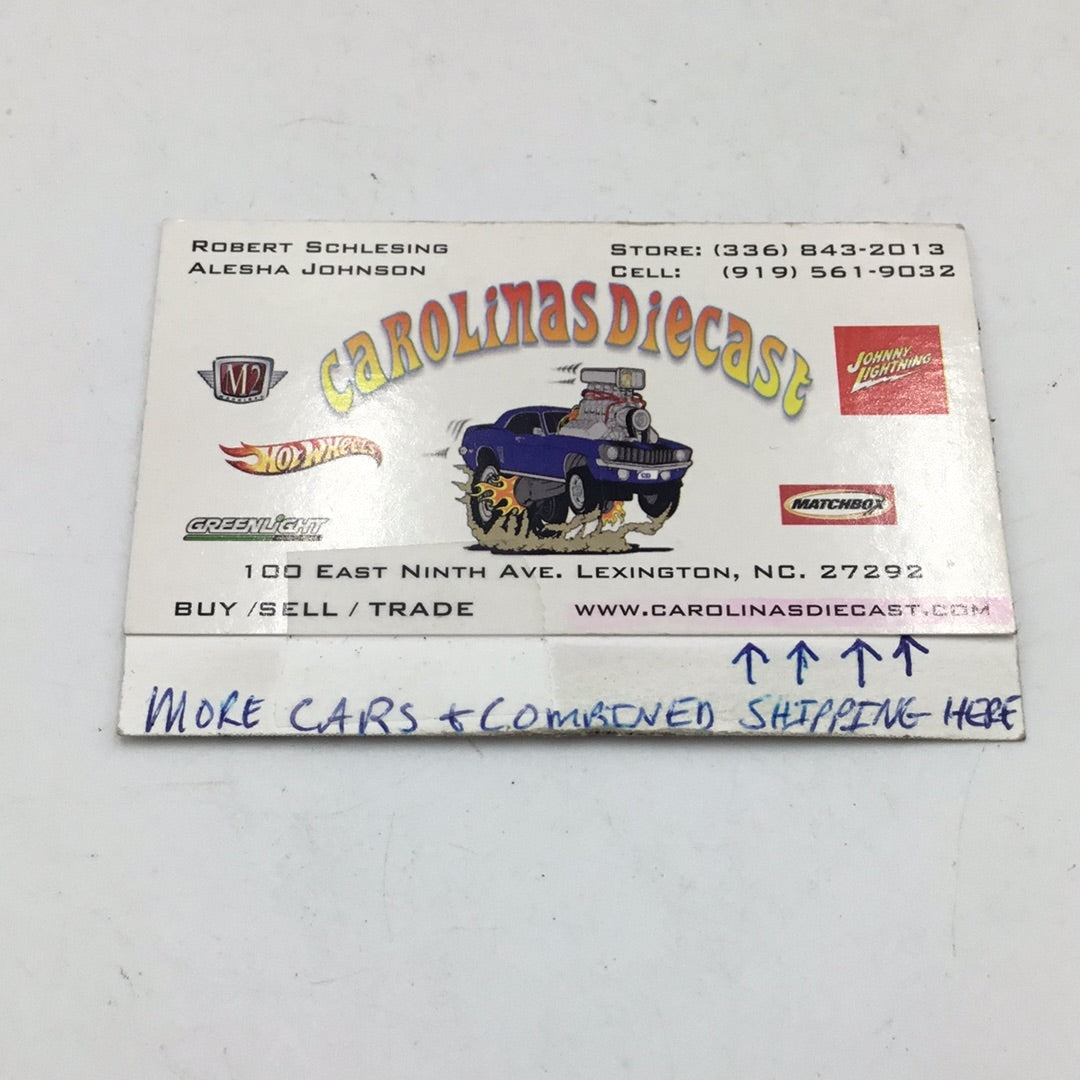 ROBERT SCHLESING
ALESHA JOHNSON
STORE: (336) 843-2013
CELL: (919) 561-9032
CAROLINAS DIECAST
M2
JOHNNY LIGHTNING
HOT WHEELS
MATCHBOX
GREENLIGHT
100 EAST NINTH AVE. LEXINGTON, NC. 27292
BUY /SELL / TRADE
WWW.CAROLINASDIECAST.COM
↑ ↑ ↑ ↑
MORE CARS + COMBINED SHIPPING HERE